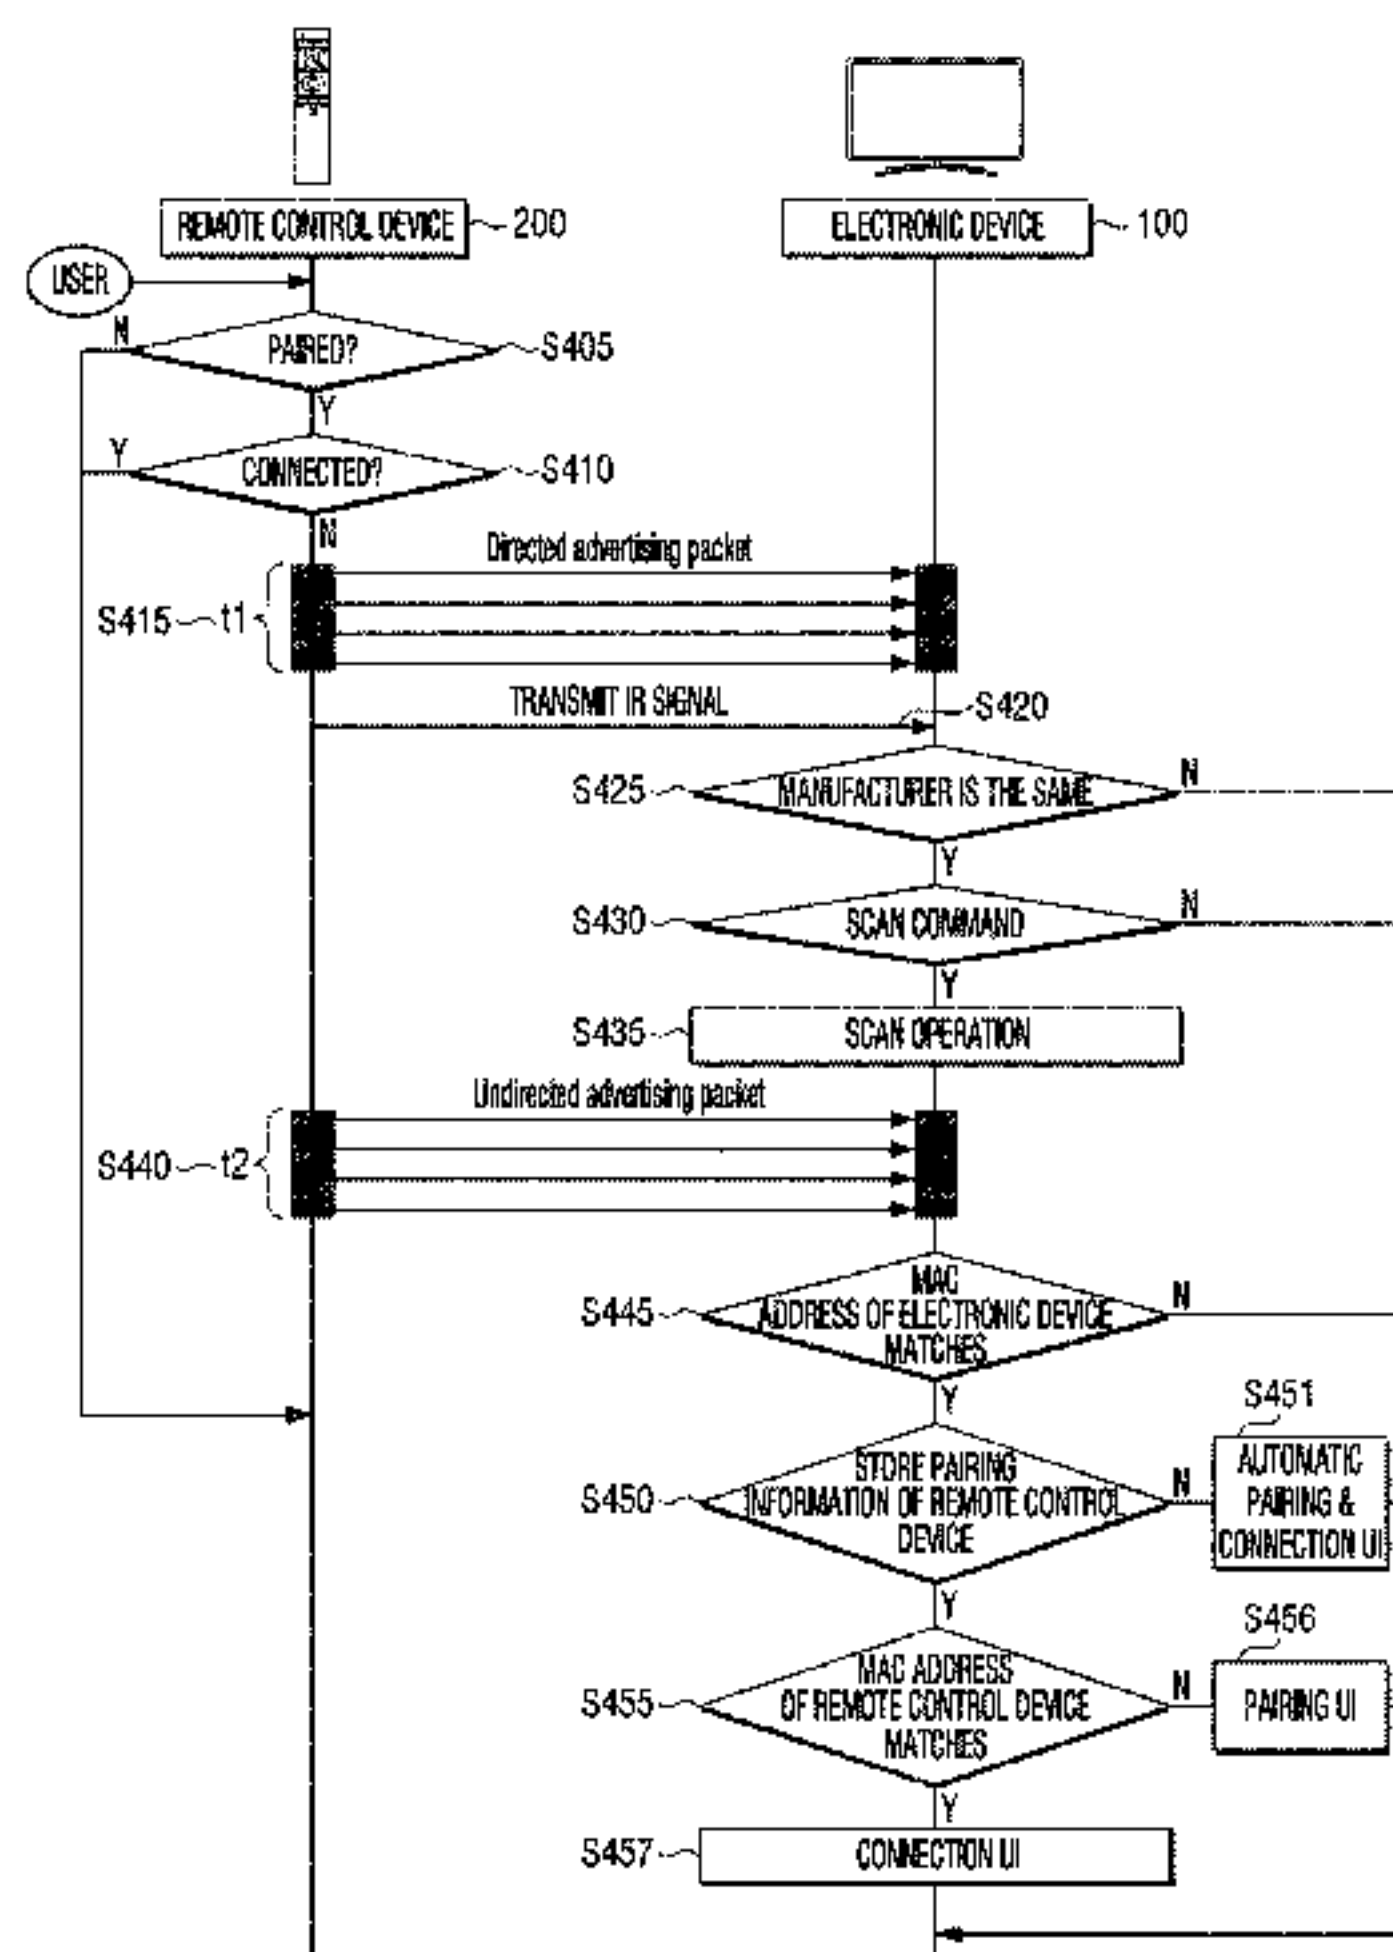 REMOTE CONTROL DEVICE
200
ELECTRONIC DEVICE
100
USER
N
PAIRED?
S405
Y
Y
CONNECTED?
S410
N
Directed advertising packet
S415
t1
TRANSMIT IR SIGNAL
S420
S425
MANUFACTURER IS THE SAME
N
Y
S430
SCAN COMMAND
N
Y
S435
SCAN OPERATION
Undirected advertising packet
S440
t2
S445
MAC
ADDRESS OF ELECTRONIC DEVICE
MATCHES
N
Y
S451
AUTOMATIC
PAIRING &
CONNECTION UI
S450
STORE PAIRING
INFORMATION OF REMOTE CONTROL
DEVICE
N
Y
S456
PAIRING UI
S455
MAC ADDRESS
OF REMOTE CONTROL DEVICE
MATCHES
N
Y
S457
CONNECTION UI